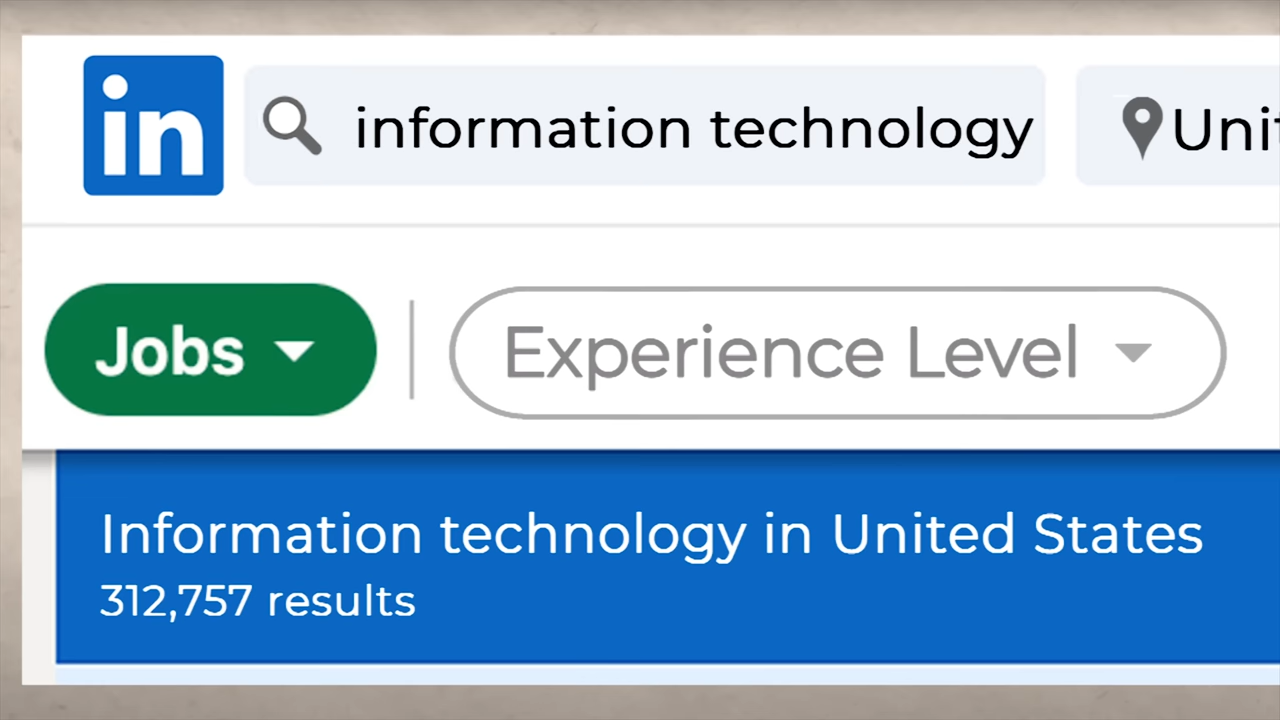 in
information technology
Unit
Jobs
Experience Level
Information technology in United States
312,757 results